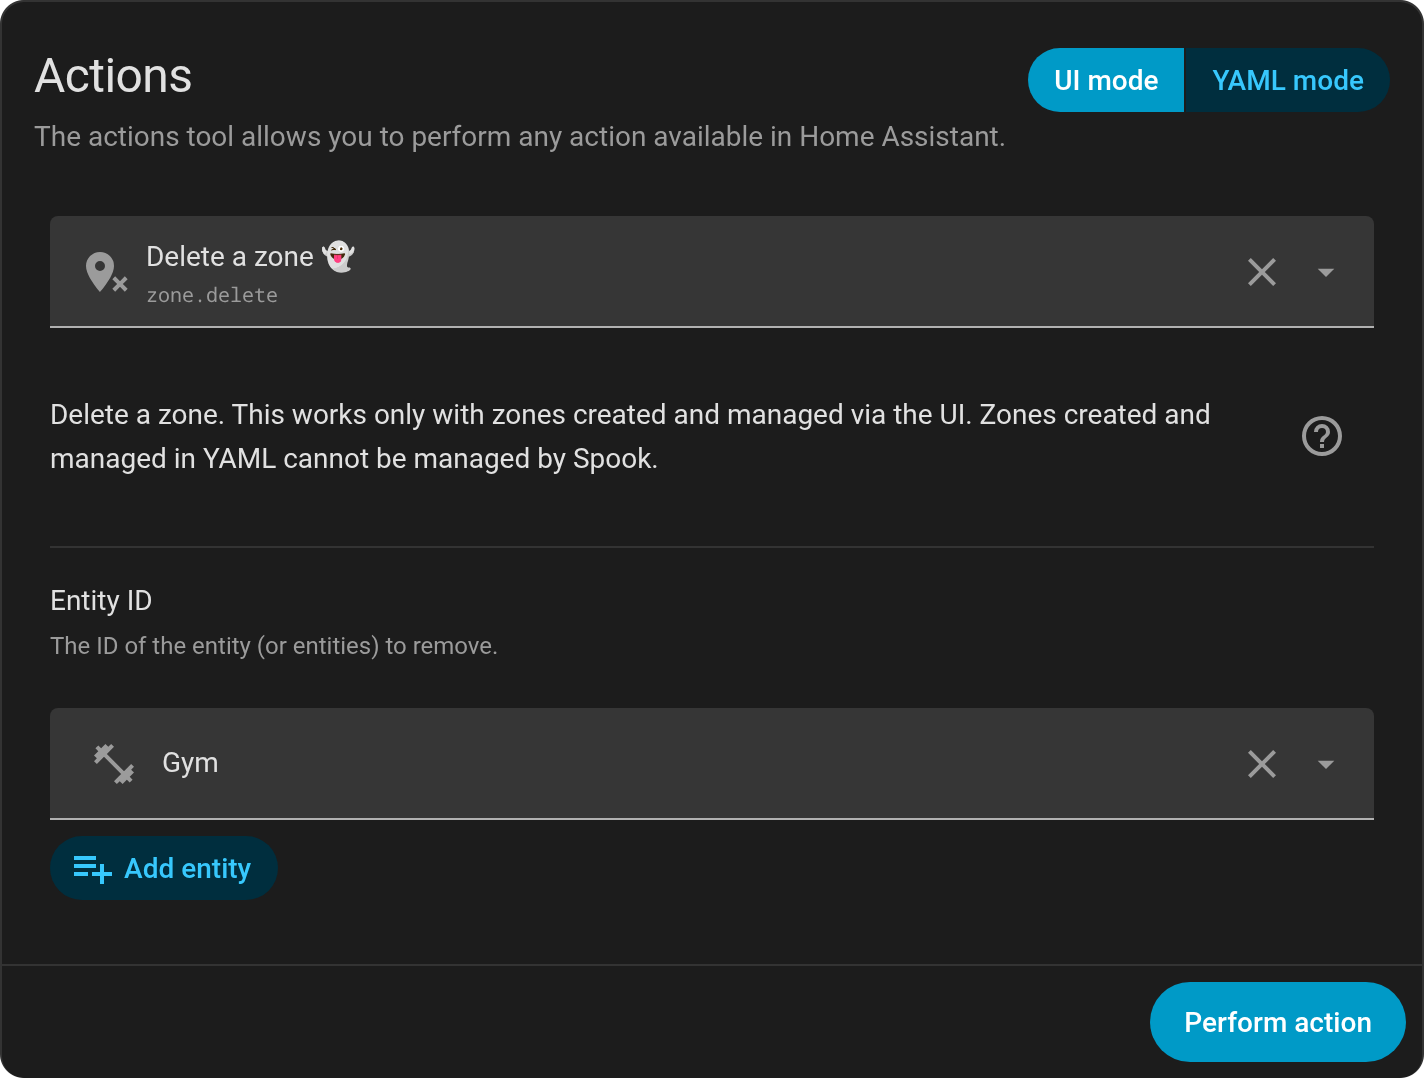 Actions
UI mode
YAML mode
The actions tool allows you to perform any action available in Home Assistant.
Delete a zone 👻
zone.delete
Delete a zone. This works only with zones created and managed via the UI. Zones created and
managed in YAML cannot be managed by Spook.
Entity ID
The ID of the entity (or entities) to remove.
Gym
Add entity
Perform action